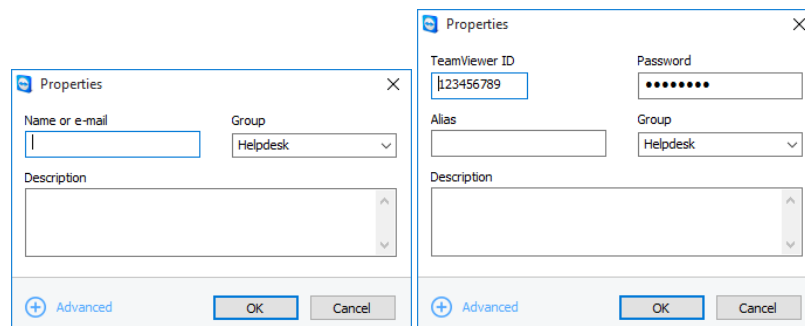 Properties
Name or e-mail
Group
Helpdesk
Description
Advanced
OK
Cancel
Properties
TeamViewer ID
Password
123456789
••••••••
Alias
Group
Helpdesk
Description
Advanced
OK
Cancel